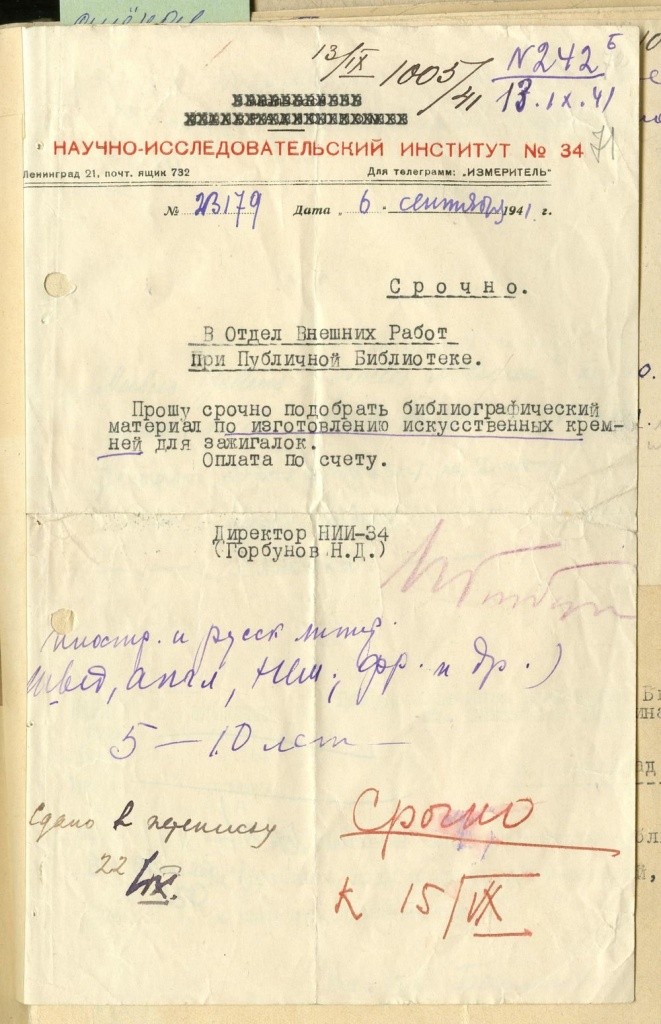 13/IX 1005/41 N242 Б
13.IX.41
НАУЧНО-ИССЛЕДОВАТЕЛЬСКИЙ ИНСТИТУТ № 34
71
Ленинград 21, почт. ящик 732 Для телеграмм: „ИЗМЕРИТЕЛЬ"
№ 2В179 Дата „ 6 . сентября 1941 г.
Срочно.
В Отдел Внешних Работ
При Публичной Библиотеке.
Прошу срочно подобрать библиографический
материал по изготовлению искусственных крем-
ней для зажигалок.
Оплата по счету.
Директор НИИ-34
(Горбунов Н.Д.)
иностр. и русск литер.
швед, англ, нем., фр. и др.)
5 – 10 лет –
Сдано в переписку
22/IX.
Срочно
К 15/IX